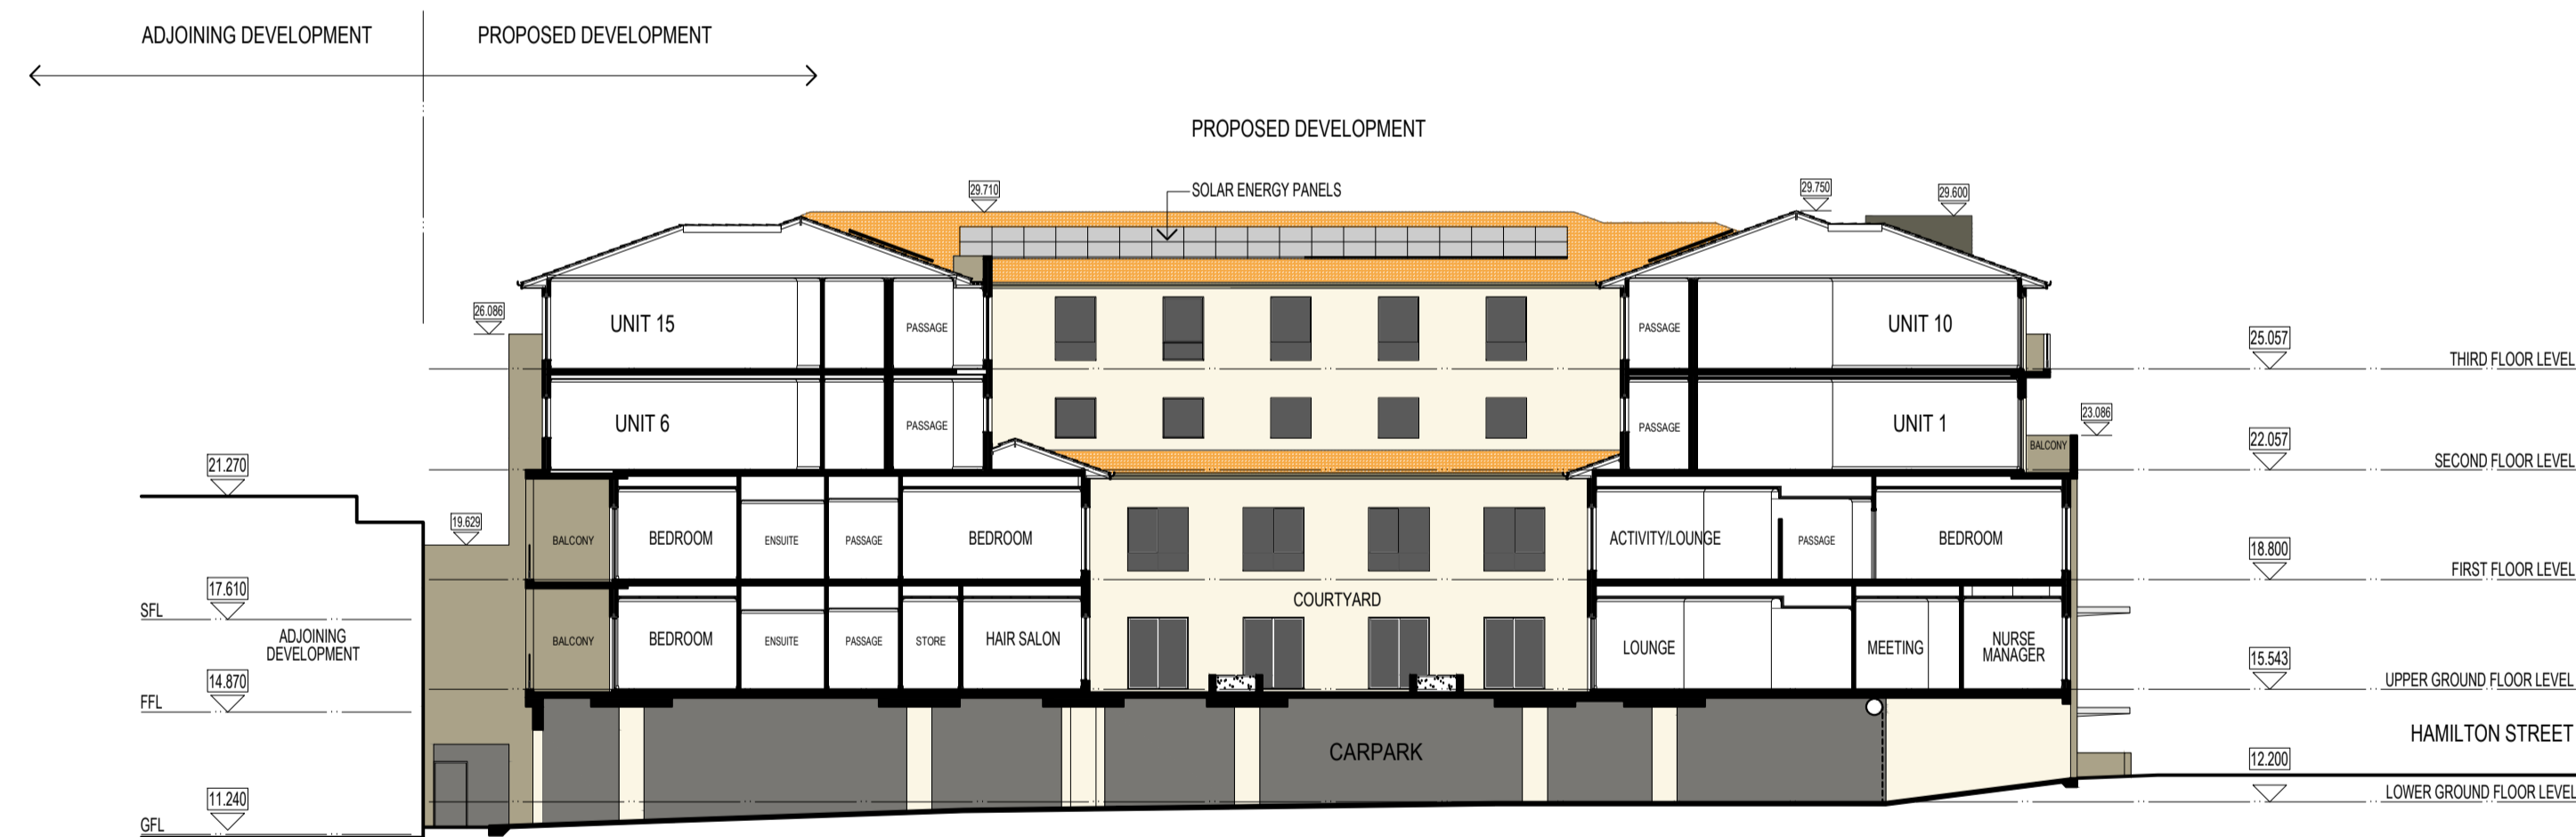 ADJOINING DEVELOPMENT
PROPOSED DEVELOPMENT
PROPOSED DEVELOPMENT
29.710
SOLAR ENERGY PANELS
29.750
29.600
26.086
UNIT 15
PASSAGE
PASSAGE
UNIT 10
25.057
THIRD FLOOR LEVEL
UNIT 6
PASSAGE
PASSAGE
UNIT 1
23.086
BALCONY
22.057
SECOND FLOOR LEVEL
21.270
19.629
BALCONY
BEDROOM
ENSUITE
PASSAGE
BEDROOM
ACTIVITY/LOUNGE
PASSAGE
BEDROOM
18.800
FIRST FLOOR LEVEL
17.610
SFL
ADJOINING
DEVELOPMENT
COURTYARD
BALCONY
BEDROOM
ENSUITE
PASSAGE
STORE
HAIR SALON
LOUNGE
MEETING
NURSE
MANAGER
15.543
UPPER GROUND FLOOR LEVEL
14.870
FFL
CARPARK
HAMILTON STREET
12.200
LOWER GROUND FLOOR LEVEL
11.240
GFL